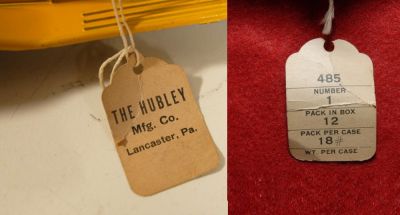 THE HUBLEY
Mfg. Co.
Lancaster, Pa.
485
NUMBER
1
PACK IN BOX
12
PACK PER CASE
18#
WT. PER CASE